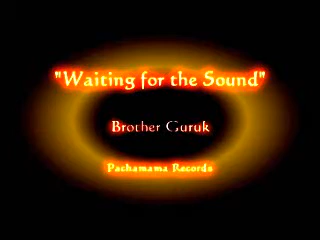 "Waiting for the Sound"
Brother Guruk
Pachamama Records